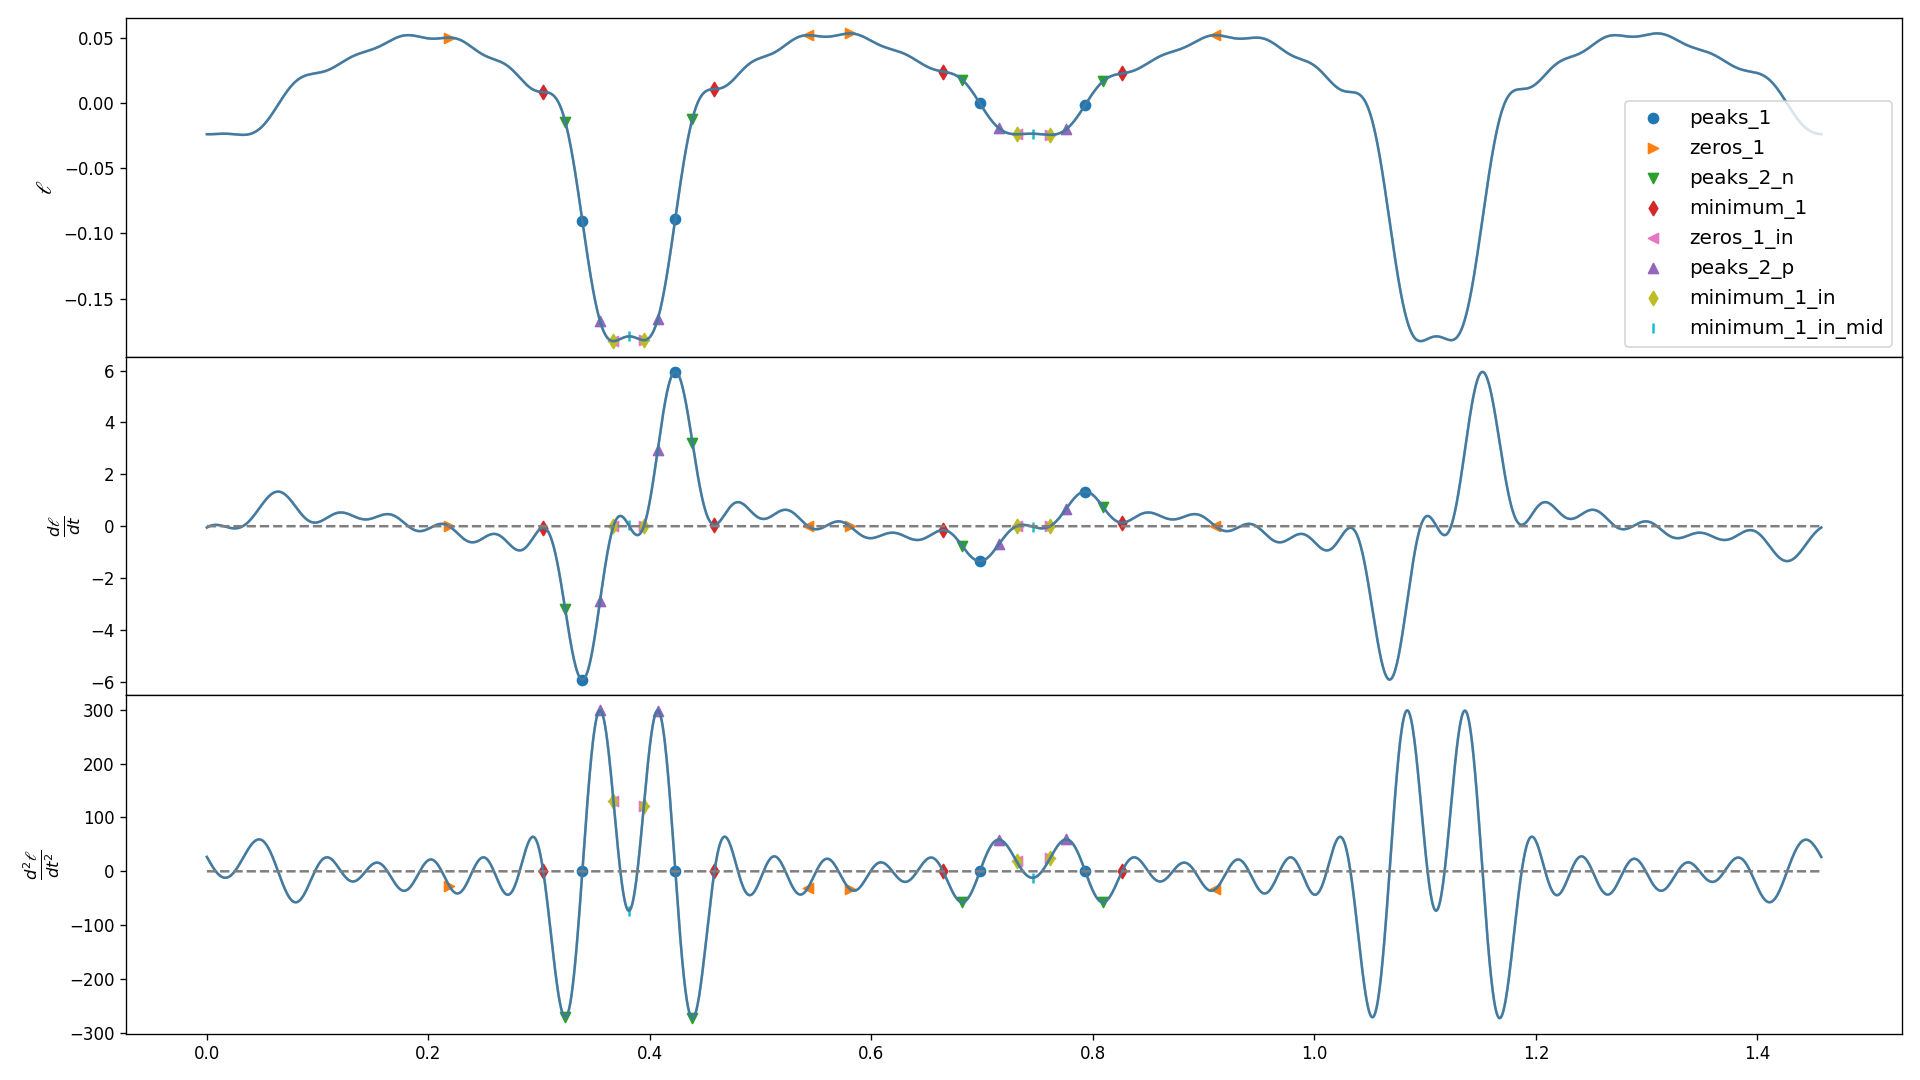 0.05
0.00
−0.05
−0.10
−0.15
ℓ
peaks_1
zeros_1
peaks_2_n
minimum_1
zeros_1_in
peaks_2_p
minimum_1_in
minimum_1_in_mid
6
4
2
0
−2
−4
−6
dℓ
dt
300
200
100
0
−100
−200
−300
d²ℓ
dt²
0.0 0.2 0.4 0.6 0.8 1.0 1.2 1.4